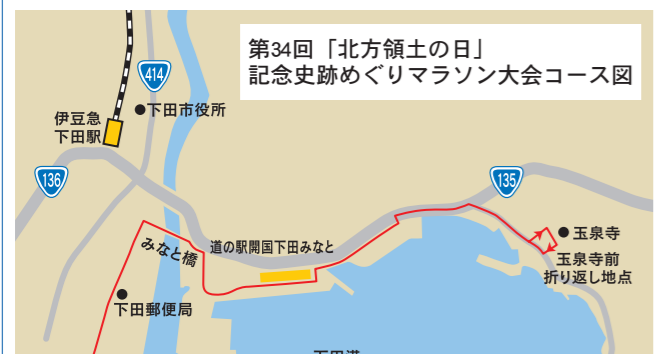 第34回「北方領土の日」
記念史跡めぐりマラソン大会コース図
414
下田市役所
伊豆急
下田駅
136
135
みなと橋
道の駅開国下田みなと
玉泉寺
玉泉寺前
折り返し地点
下田郵便局
下田港